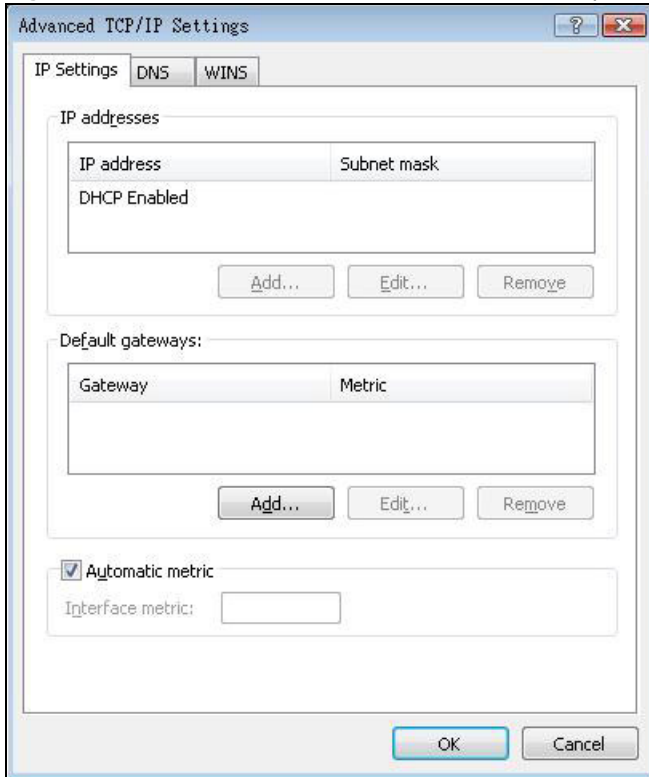 Advanced TCP/IP Settings
IP Settings DNS WINS
IP addresses
IP address Subnet mask
DHCP Enabled
Add... Edit... Remove
Default gateways:
Gateway Metric
Add... Edit... Remove
Automatic metric
Interface metric:
OK Cancel